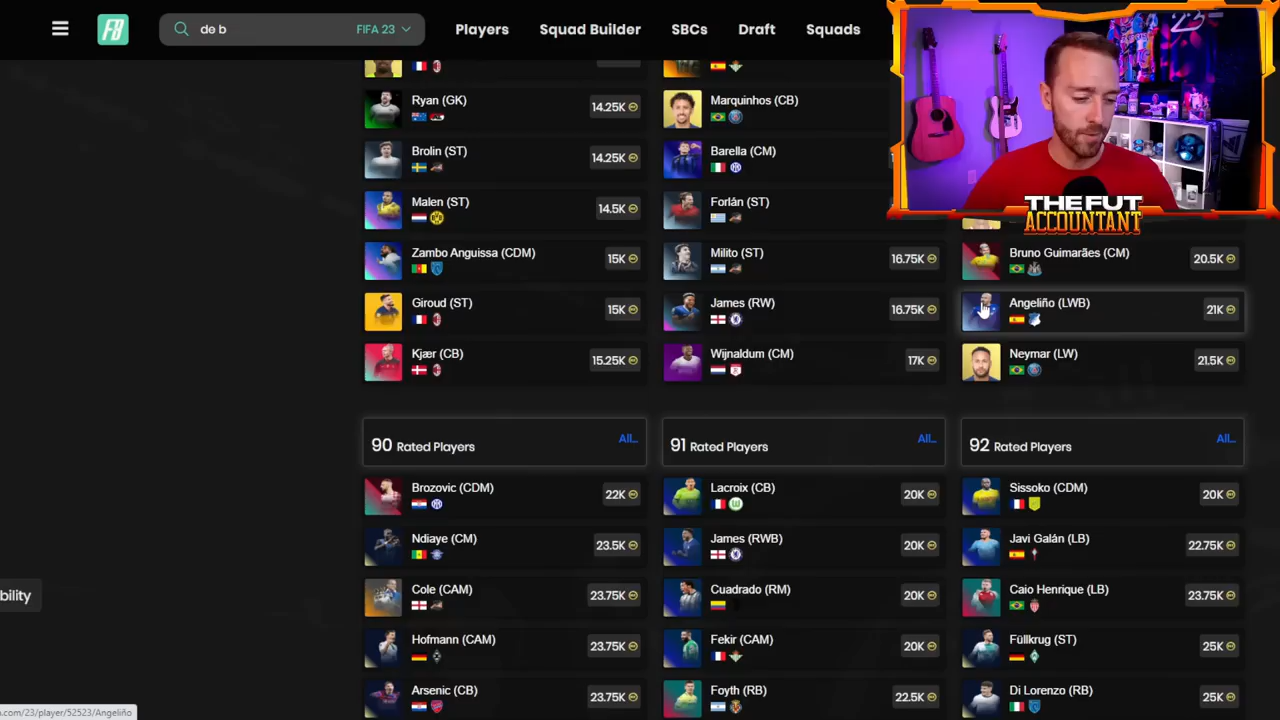 FB
de b
FIFA 23
Players
Squad Builder
SBCs
Draft
Squads
Ryan (GK)
14.25K
Brolin (ST)
14.25K
Malen (ST)
14.5K
Zambo Anguissa (CDM)
15K
Giroud (ST)
15K
Kjær (CB)
15.25K
Marquinhos (CB)
Barella (CM)
Forlán (ST)
Milito (ST)
16.75K
James (RW)
16.75K
Wijnaldum (CM)
17K
THE FUT
ACCOUNTANT
Bruno Guimarães (CM)
20.5K
Angeliño (LWB)
21K
Neymar (LW)
21.5K
90 Rated Players
All...
Brozovic (CDM)
22K
Ndiaye (CM)
23.5K
Cole (CAM)
23.75K
Hofmann (CAM)
23.75K
Arsenic (CB)
23.75K
91 Rated Players
All...
Lacroix (CB)
20K
James (RWB)
20K
Cuadrado (RM)
20K
Fekir (CAM)
20K
Foyth (RB)
22.5K
92 Rated Players
All...
Sissoko (CDM)
20K
Javi Galán (LB)
22.75K
Caio Henrique (LB)
23.75K
Füllkrug (ST)
25K
Di Lorenzo (RB)
25K
bility
.com/23/player/52523/Angeliño